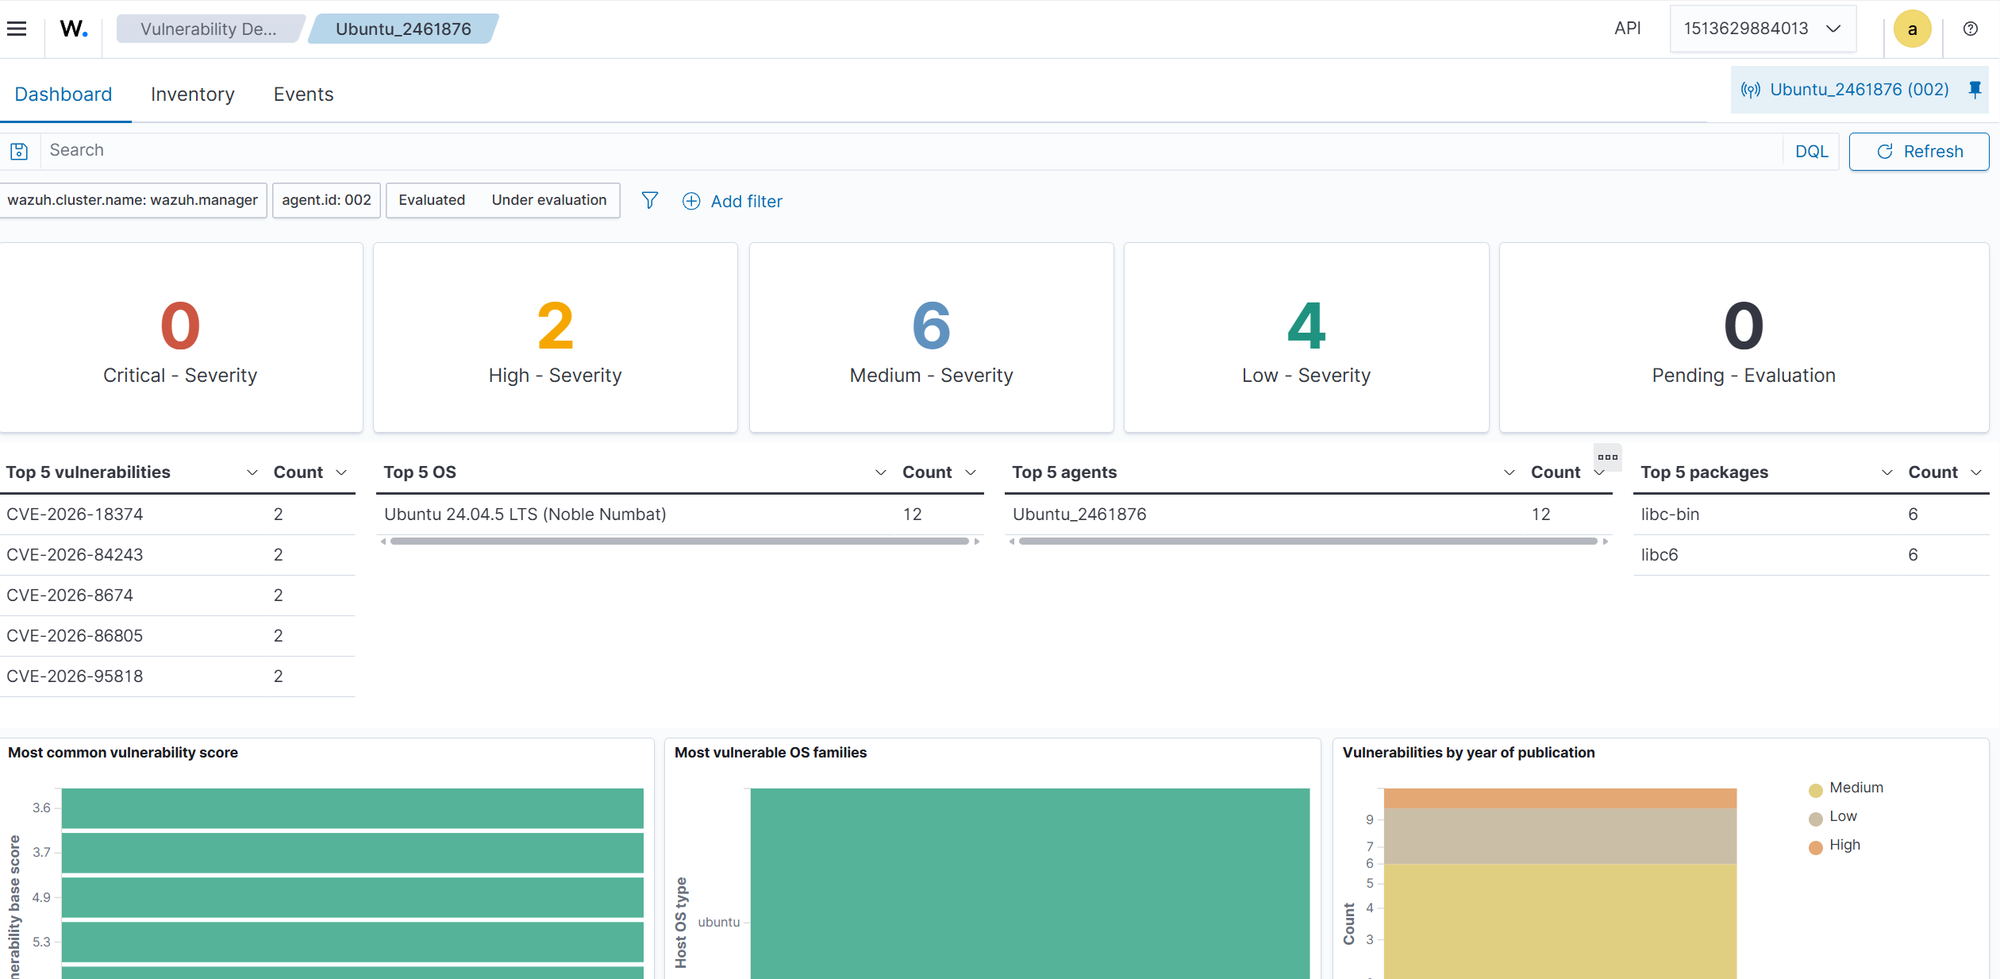 W.
Vulnerability De...
Ubuntu_2461876
API
1513629884013
a
Dashboard
Inventory
Events
Ubuntu_2461876 (002)
Search
DQL
Refresh
wazuh.cluster.name: wazuh.manager
agent.id: 002
Evaluated
Under evaluation
Add filter
0
Critical - Severity
2
High - Severity
6
Medium - Severity
4
Low - Severity
0
Pending - Evaluation
Top 5 vulnerabilities Count
CVE-2026-18374 2
CVE-2026-84243 2
CVE-2026-8674 2
CVE-2026-86805 2
CVE-2026-95818 2
Top 5 OS Count
Ubuntu 24.04.5 LTS (Noble Numbat) 12
Top 5 agents Count
Ubuntu_2461876 12
Top 5 packages Count
libc-bin 6
libc6 6
Most common vulnerability score
3.6
3.7
4.9
5.3
nerability base score
Most vulnerable OS families
Host OS type
ubuntu
Vulnerabilities by year of publication
Count
9
7
6
5
4
3
Medium
Low
High